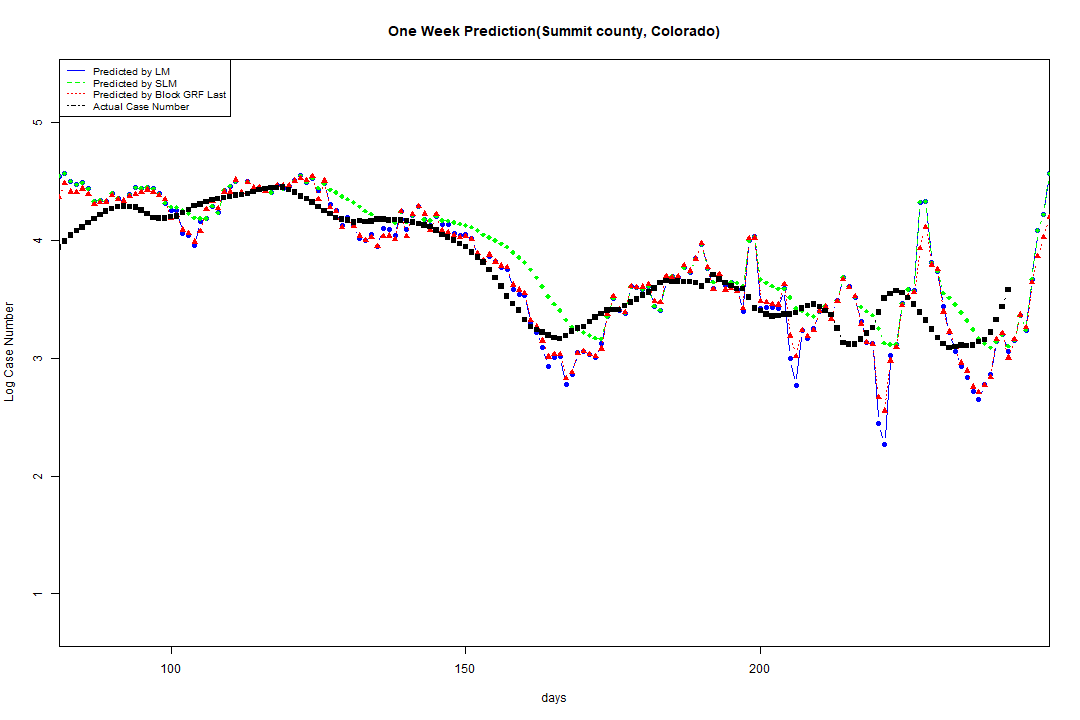 One Week Prediction(Summit county, Colorado)
Predicted by LM
Predicted by SLM
Predicted by Block GRF Last
Actual Case Number
5
4
3
2
1
Log Case Number
100 150 200
days